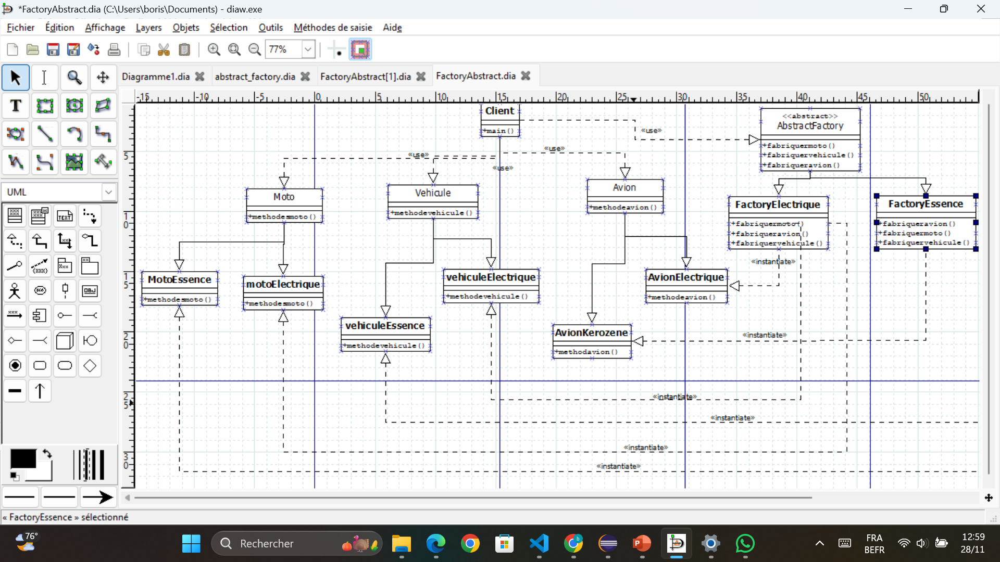 *FactoryAbstract.dia (C:\Users\boris\Documents) - diaw.exe
Fichier Édition Affichage Layers Objets Sélection Outils Méthodes de saisie Aide
77%
Diagramme1.dia abstract_factory.dia FactoryAbstract[1].dia FactoryAbstract.dia
-15 -10 -5 0 5 10 15 20 25 30 35 40 45 50
5
10
15
20
25
30
T
UML
TEXT
OBJ
Client
+main()
«use»
<<abstract>>
AbstractFactory
+fabriquermoto()
+fabriquervehicule()
+fabriqueravion()
«use»
«use»
«use»
Moto
+methodesmoto()
Vehicule
+methodevehicule()
Avion
+methodeavion()
FactoryElectrique
+fabriquermoto()
+fabriqueravion()
+fabriquervehicule()
FactoryEssence
+fabriqueravion()
+fabriquermoto()
+fabriquervehicule()
«instantiate»
MotoEssence
+methodesmoto()
motoElectrique
+methodesmoto()
vehiculeElectrique
+methodevehicule()
AvionElectrique
+methodeavion()
vehiculeEssence
+methodevehicule()
AvionKerozene
+methodavion()
«instantiate»
«instantiate»
«instantiate»
«instantiate»
«instantiate»
« FactoryEssence » sélectionné
76°
Rechercher
FRA
BEFR
12:59
28/11